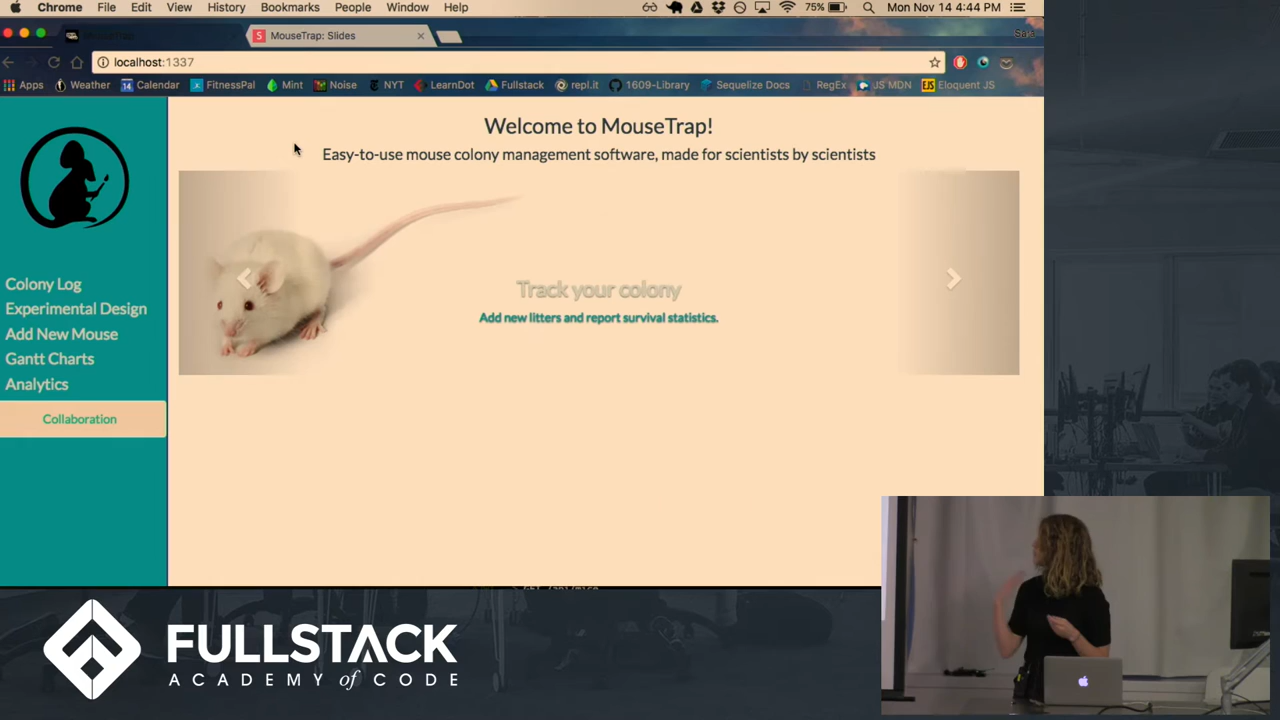 Chrome File Edit View History Bookmarks People Window Help 75% Mon Nov 14 4:44 PM
MouseTrap MouseTrap: Slides Sara
localhost:1337
Apps Weather 14 Calendar FitnessPal Mint Noise NYT LearnDot Fullstack repl.it 1609-Library Sequelize Docs RegEx JS MDN EJS Eloquent JS
Welcome to MouseTrap!
Easy-to-use mouse colony management software, made for scientists by scientists
Track your colony
Add new litters and report survival statistics.
Colony Log
Experimental Design
Add New Mouse
Gantt Charts
Analytics
Collaboration
FULLSTACK
ACADEMY of CODE